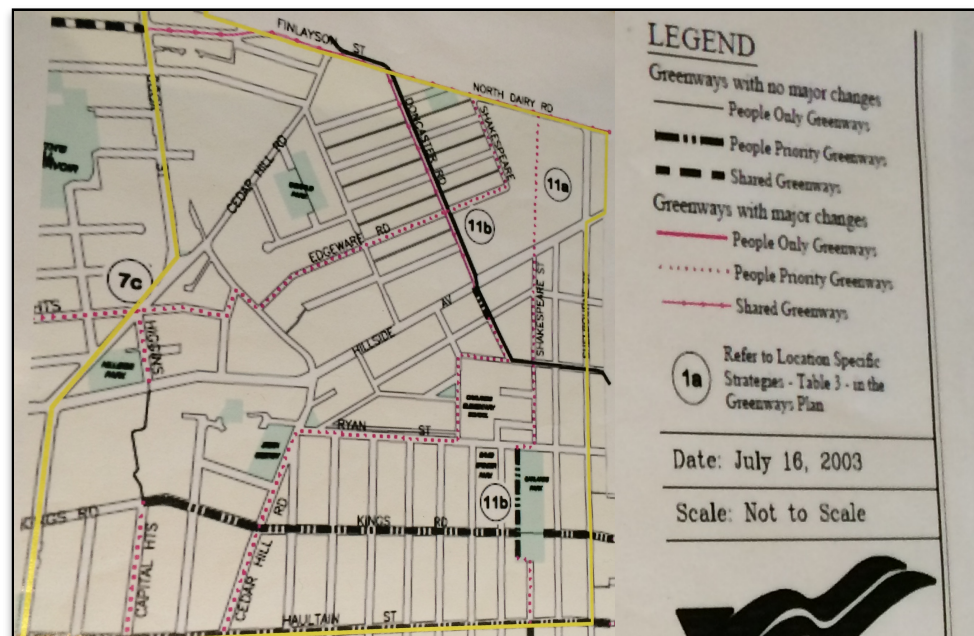 FINLAYSON ST
NORTH DAIRY RD
DONCASTER RD
SHAKESPEARE
CEDAR HILL RD
11a
11b
EDGEWARE RD
7c
HTS
HIGGINS
HILLSIDE AV
SHAKESPEARE ST
RYAN ST
11b
KINGS RD
KINGS RD
CAPITAL HTS
CEDAR HILL RD
HAULTAIN ST
LEGEND
Greenways with no major changes
People Only Greenways
People Priority Greenways
Shared Greenways
Greenways with major changes
People Only Greenways
People Priority Greenways
Shared Greenways
1a
Refer to Location Specific
Strategies - Table 3 - in the
Greenways Plan
Date: July 16, 2003
Scale: Not to Scale